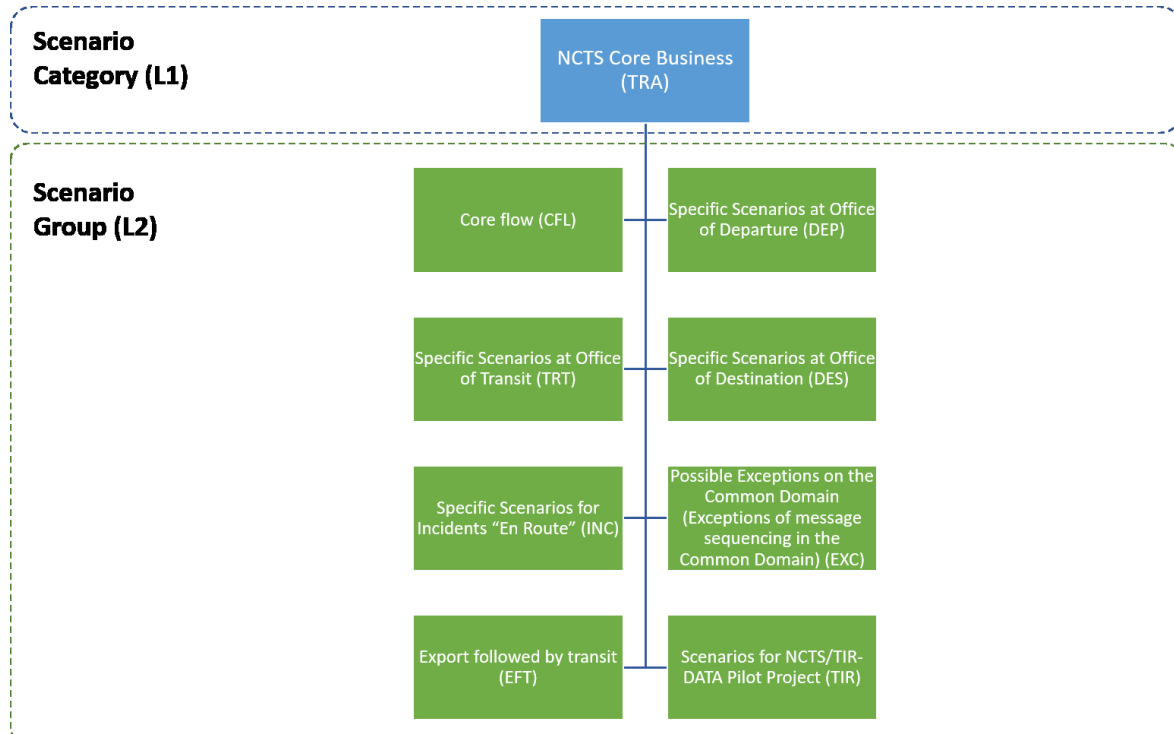 Scenario
Category (L1)
NCTS Core Business
(TRA)
Scenario
Group (L2)
Core flow (CFL)
Specific Scenarios at Office
of Departure (DEP)
Specific Scenarios at Office
of Transit (TRT)
Specific Scenarios at Office
of Destination (DES)
Specific Scenarios for
Incidents “En Route” (INC)
Possible Exceptions on the
Common Domain
(Exceptions of message
sequencing in the
Common Domain) (EXC)
Export followed by transit
(EFT)
Scenarios for NCTS/TIR-
DATA Pilot Project (TIR)